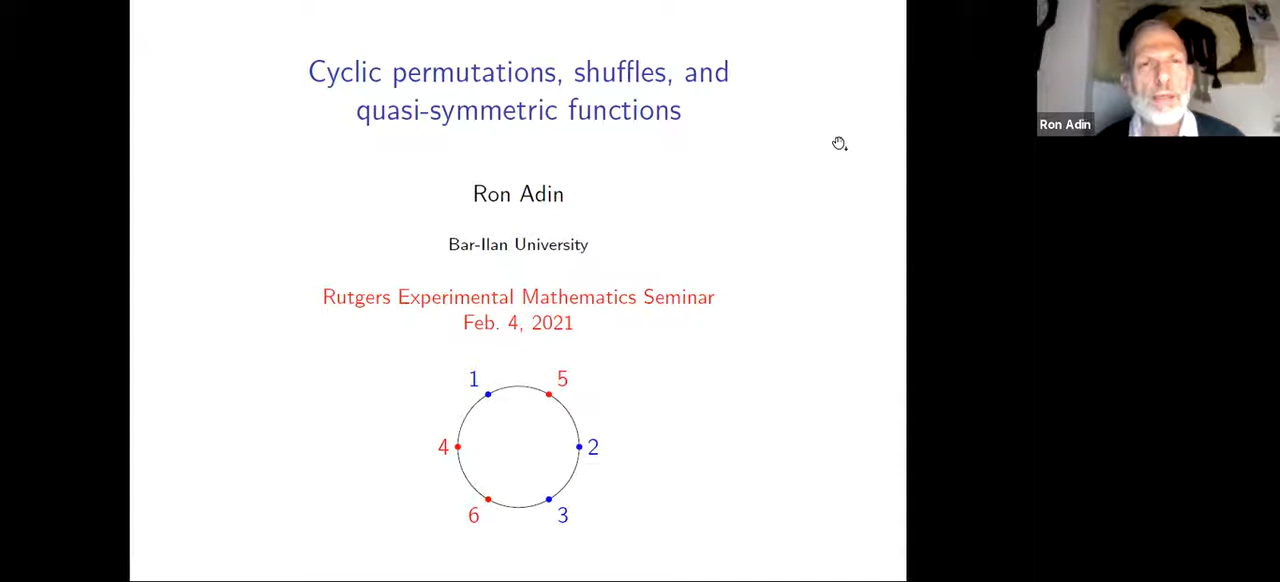 Cyclic permutations, shuffles, and
quasi-symmetric functions
Ron Adin
Bar-Ilan University
Rutgers Experimental Mathematics Seminar
Feb. 4, 2021
1
5
4
2
6
3
Ron Adin